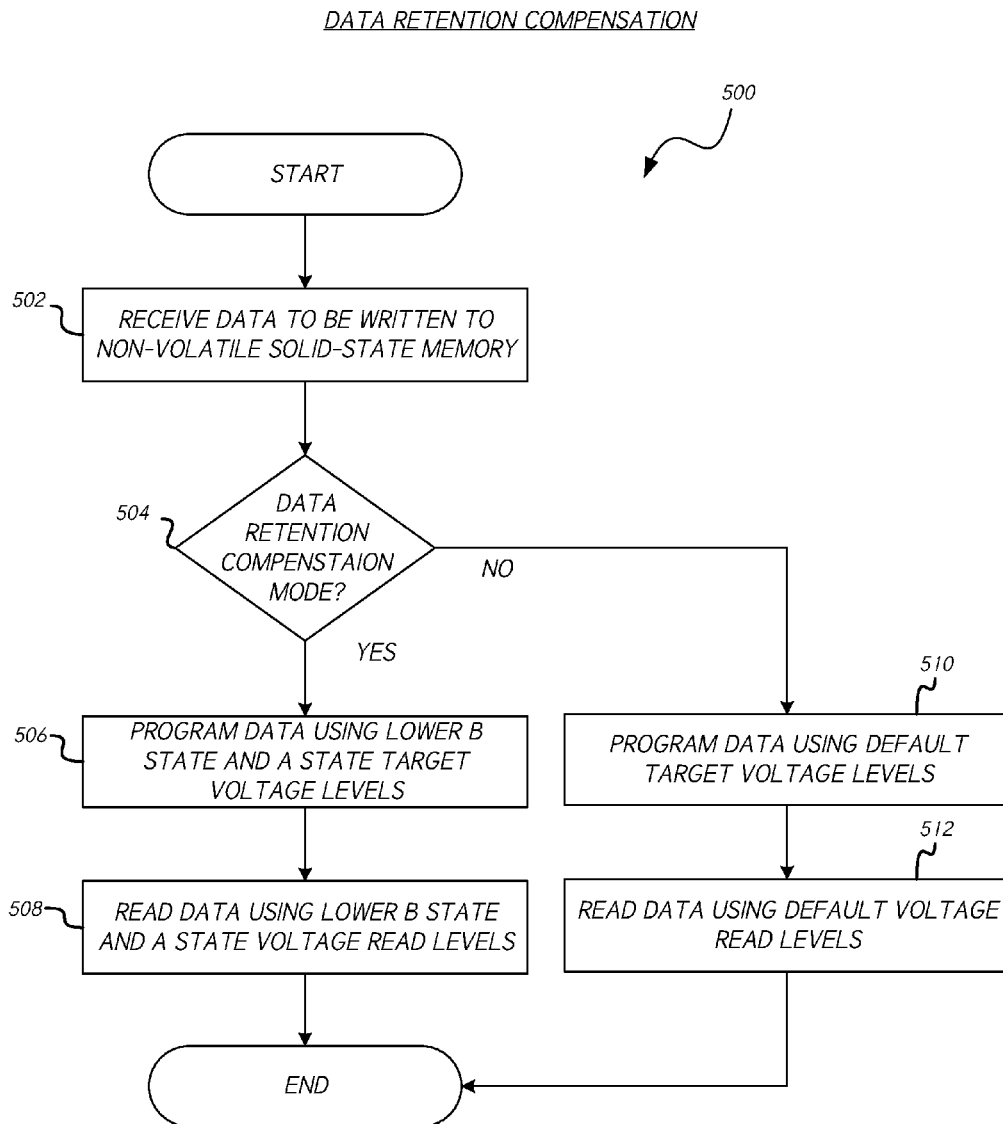 DATA RETENTION COMPENSATION
500
START
502
RECEIVE DATA TO BE WRITTEN TO
NON-VOLATILE SOLID-STATE MEMORY
504
DATA
RETENTION
COMPENSTAION
MODE?
NO
YES
506
PROGRAM DATA USING LOWER B
STATE AND A STATE TARGET
VOLTAGE LEVELS
510
PROGRAM DATA USING DEFAULT
TARGET VOLTAGE LEVELS
508
READ DATA USING LOWER B STATE
AND A STATE VOLTAGE READ LEVELS
512
READ DATA USING DEFAULT VOLTAGE
READ LEVELS
END